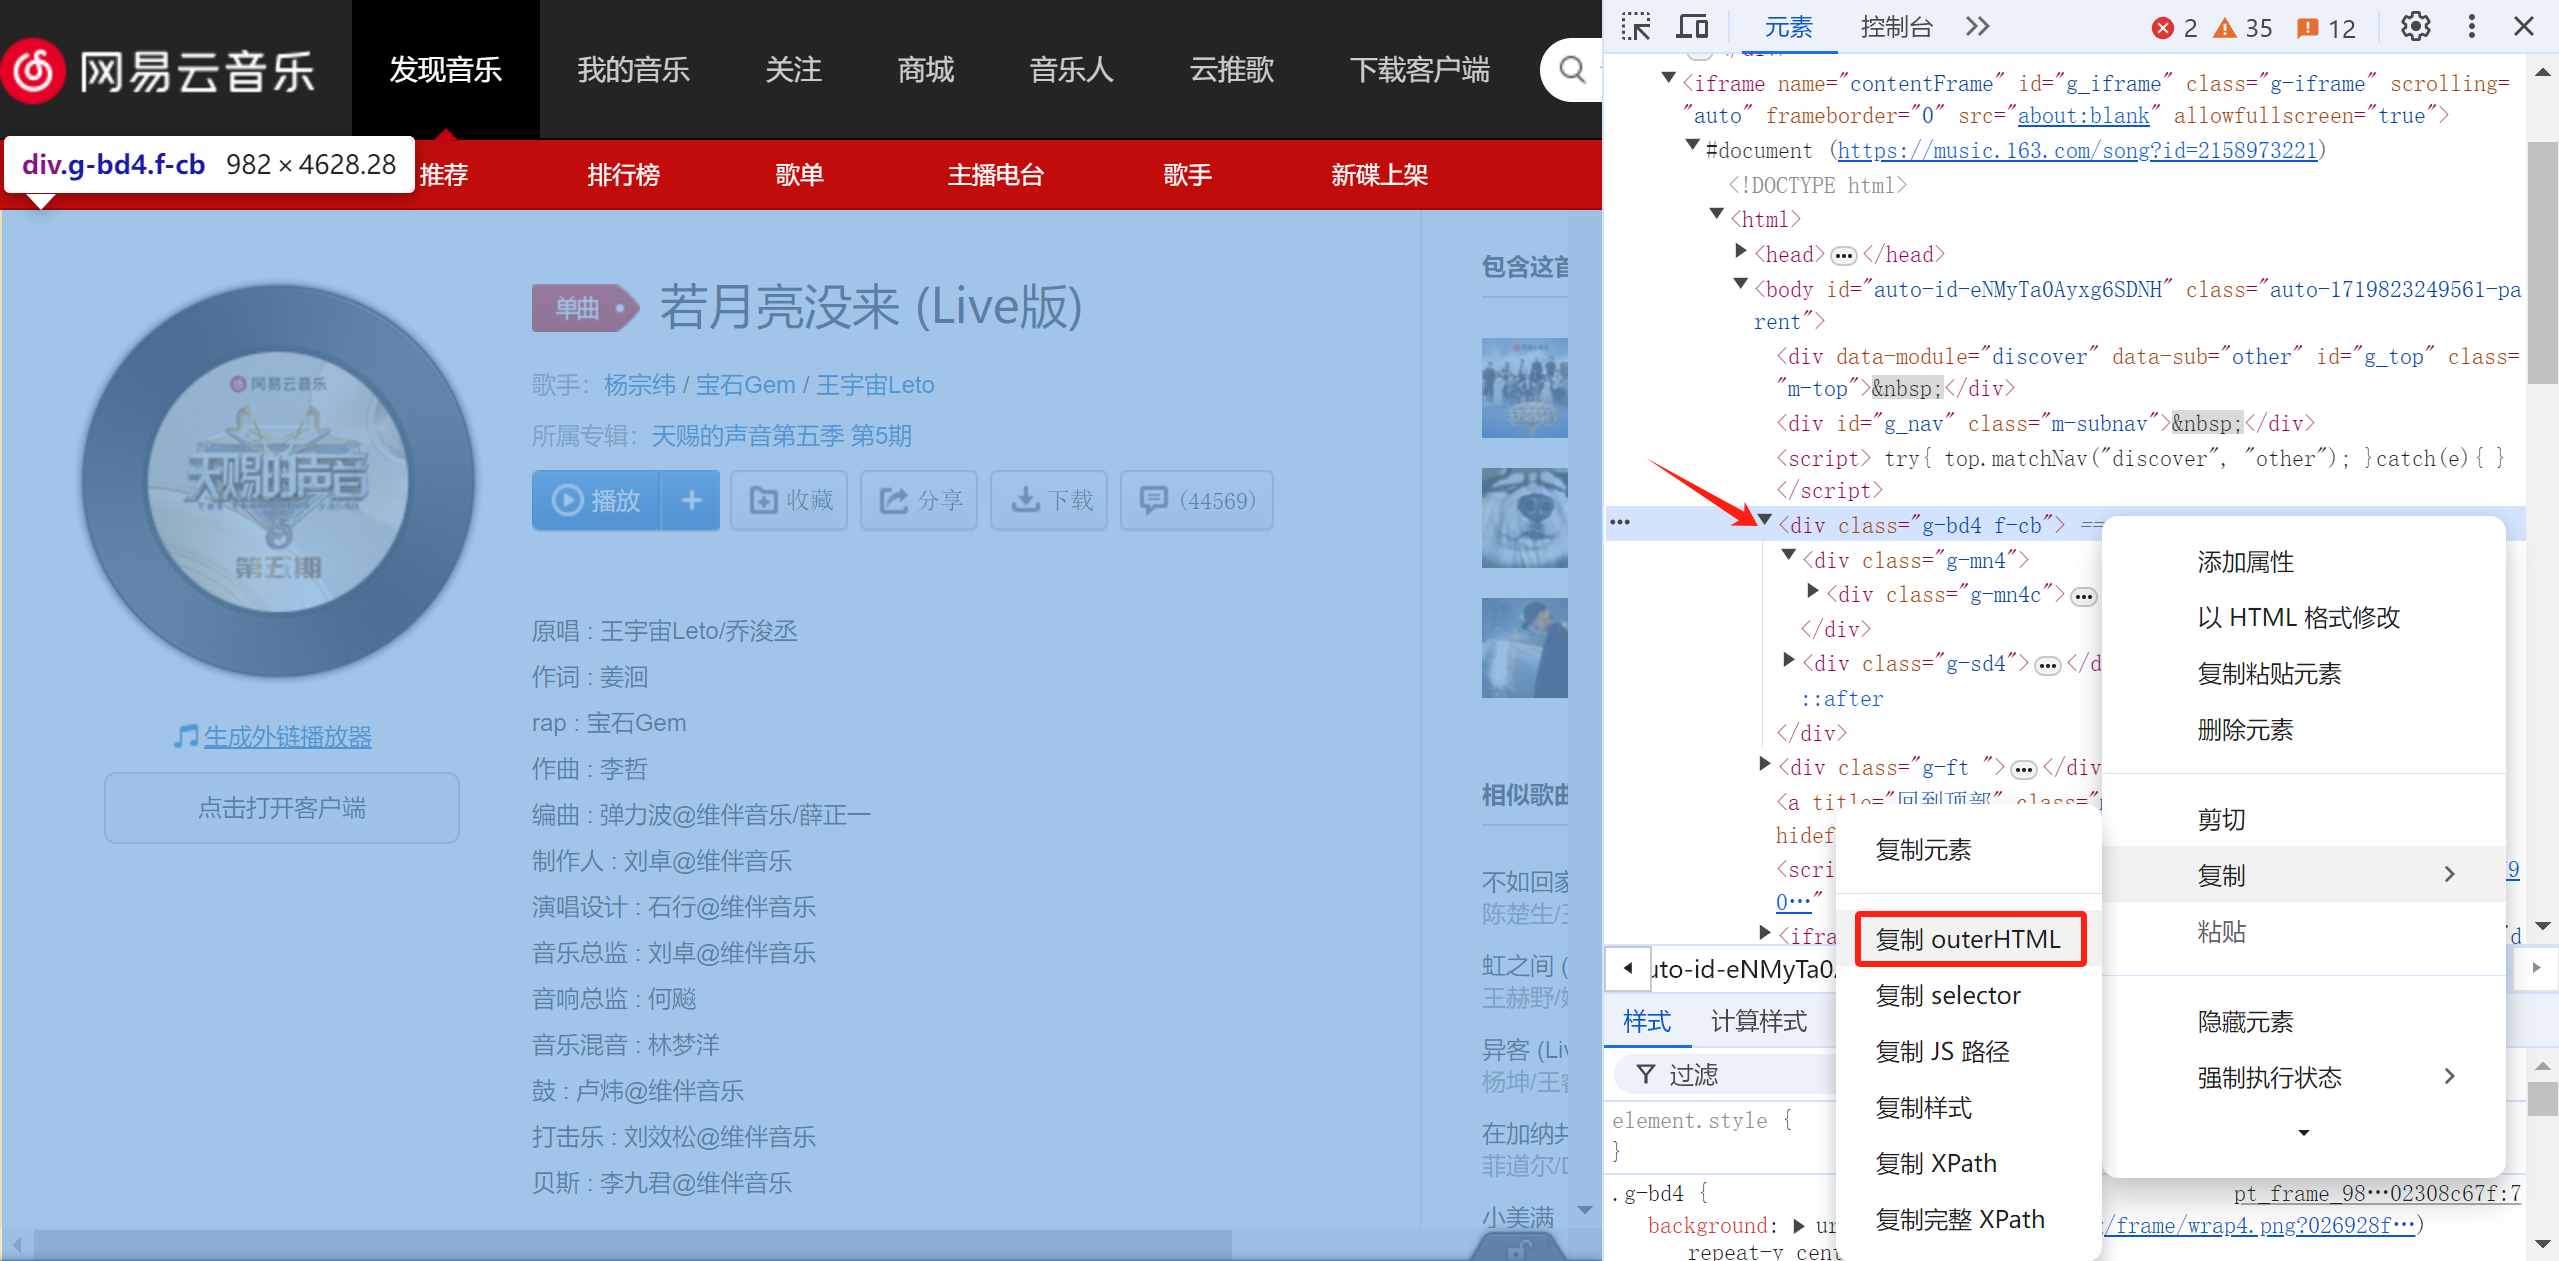 网易云音乐
发现音乐
我的音乐
关注
商城
音乐人
云推歌
下载客户端
div.g-bd4.f-cb 982 × 4628.28
推荐
排行榜
歌单
主播电台
歌手
新碟上架
网易云音乐
天赐的声音
第五期
单曲
若月亮没来 (Live版)
歌手：杨宗纬 / 宝石Gem / 王宇宙Leto
所属专辑：天赐的声音第五季 第5期
播放
+
收藏
分享
下载
(44569)
原唱 : 王宇宙Leto/乔浚丞
作词 : 姜洄
rap : 宝石Gem
作曲 : 李哲
编曲 : 弹力波@维伴音乐/薛正一
制作人 : 刘卓@维伴音乐
演唱设计 : 石行@维伴音乐
音乐总监 : 刘卓@维伴音乐
音响总监 : 何飚
音乐混音 : 林梦洋
鼓 : 卢炜@维伴音乐
打击乐 : 刘效松@维伴音乐
贝斯 : 李九君@维伴音乐
生成外链播放器
点击打开客户端
包含这首
相似歌曲
不如回家
陈楚生/王
虹之间 (
王赫野/
异客 (Liv
杨坤/王睿
在加纳共
菲道尔/D
小美满
元素
控制台
2
35
12
<iframe name="contentFrame" id="g_iframe" class="g-iframe" scrolling=
"auto" frameborder="0" src="about:blank" allowfullscreen="true">
#document (https://music.163.com/song?id=2158973221)
<!DOCTYPE html>
<html>
<head>…</head>
<body id="auto-id-eNMyTa0Ayxg6SDNH" class="auto-1719823249561-pa
rent">
<div data-module="discover" data-sub="other" id="g_top" class=
"m-top">&nbsp;</div>
<div id="g_nav" class="m-subnav">&nbsp;</div>
<script> try{ top.matchNav("discover", "other"); }catch(e){ }
</script>
<div class="g-bd4 f-cb"> ==
<div class="g-mn4">
<div class="g-mn4c">…
</div>
<div class="g-sd4">…</d
::after
</div>
<div class="g-ft ">…</div
<a title="回到顶部" class="
hidef
<scri
0…"
<ifra
uto-id-eNMyTa0
样式
计算样式
过滤
element.style {
}
.g-bd4 {
pt_frame_98…02308c67f:7
background: ur
/frame/wrap4.png?026928f…)
repeat-y cent
添加属性
以 HTML 格式修改
复制粘贴元素
删除元素
剪切
复制
粘贴
隐藏元素
强制执行状态
复制元素
复制 outerHTML
复制 selector
复制 JS 路径
复制样式
复制 XPath
复制完整 XPath